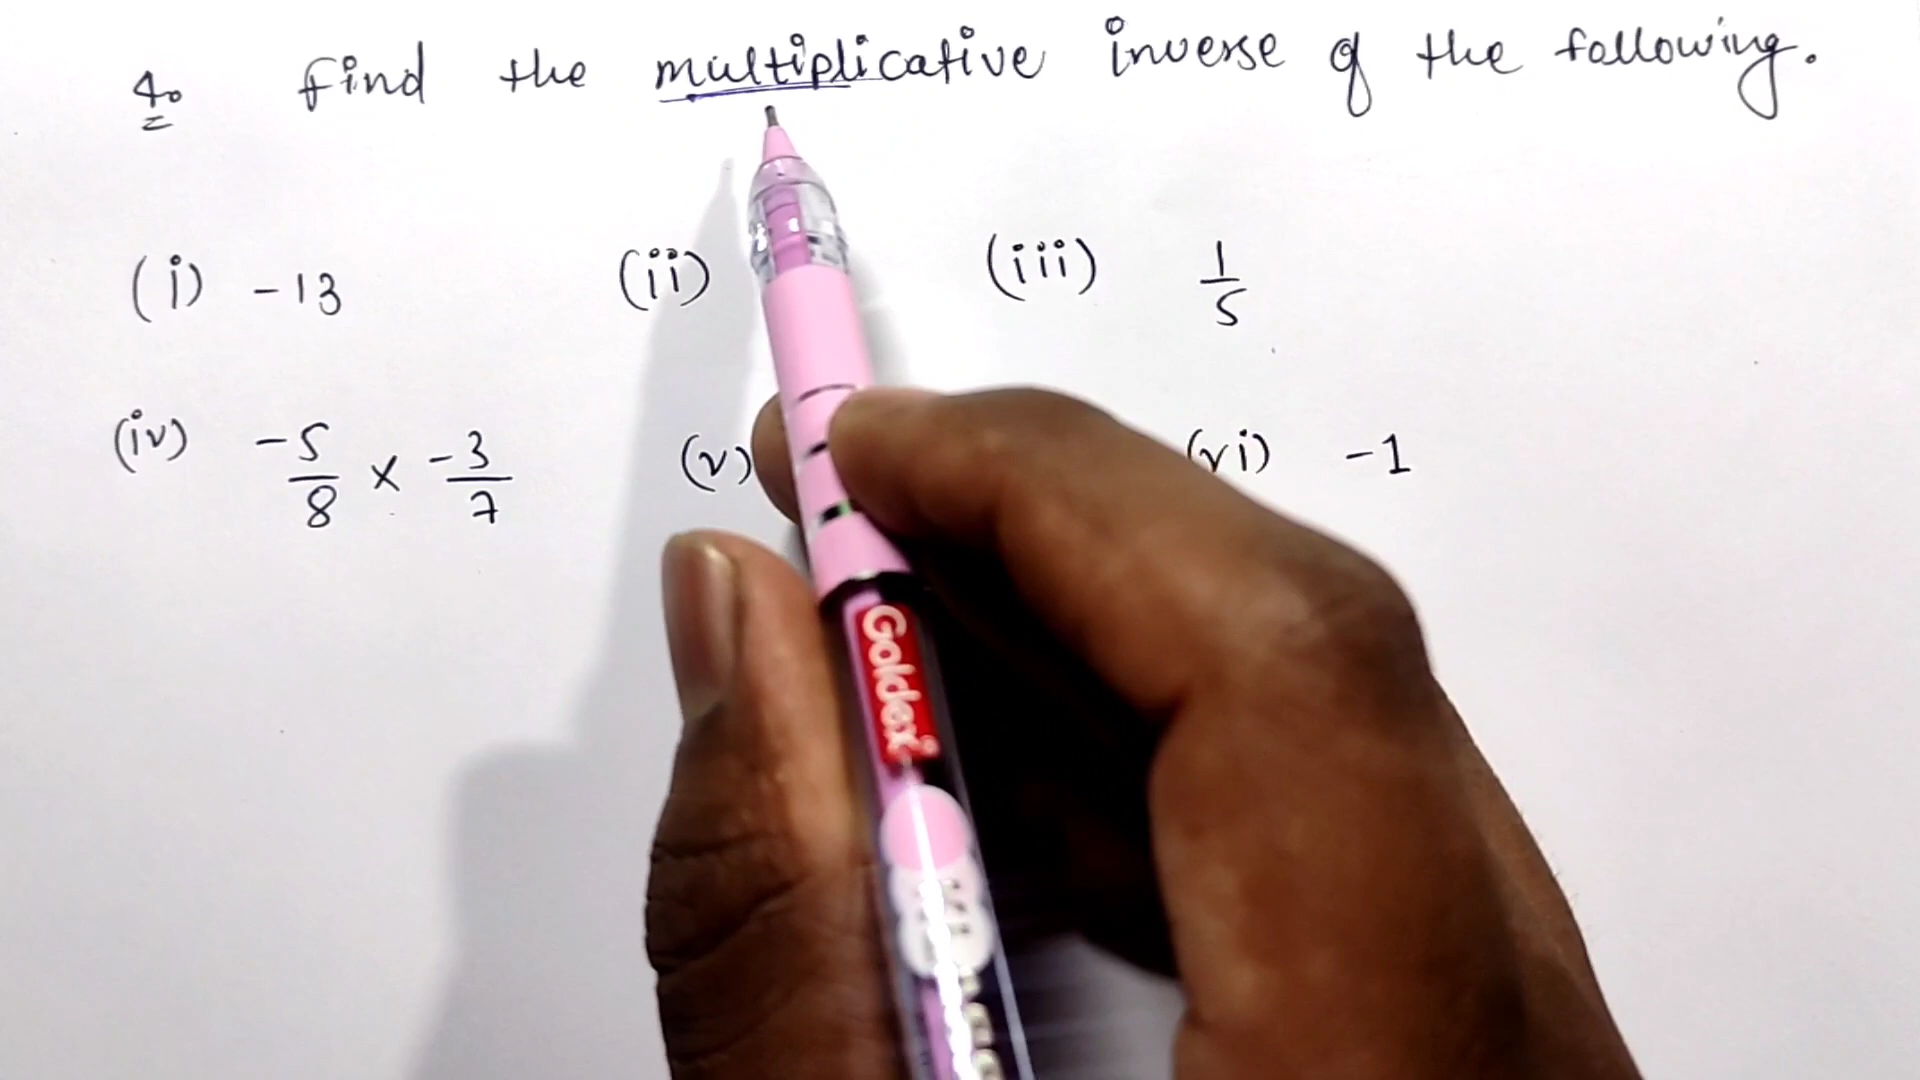 4. Find the multiplicative inverse of the following.
(i) -13 (ii) (iii) 1/5
(iv) -5/8 × -3/7 (v) (vi) -1
Goldex